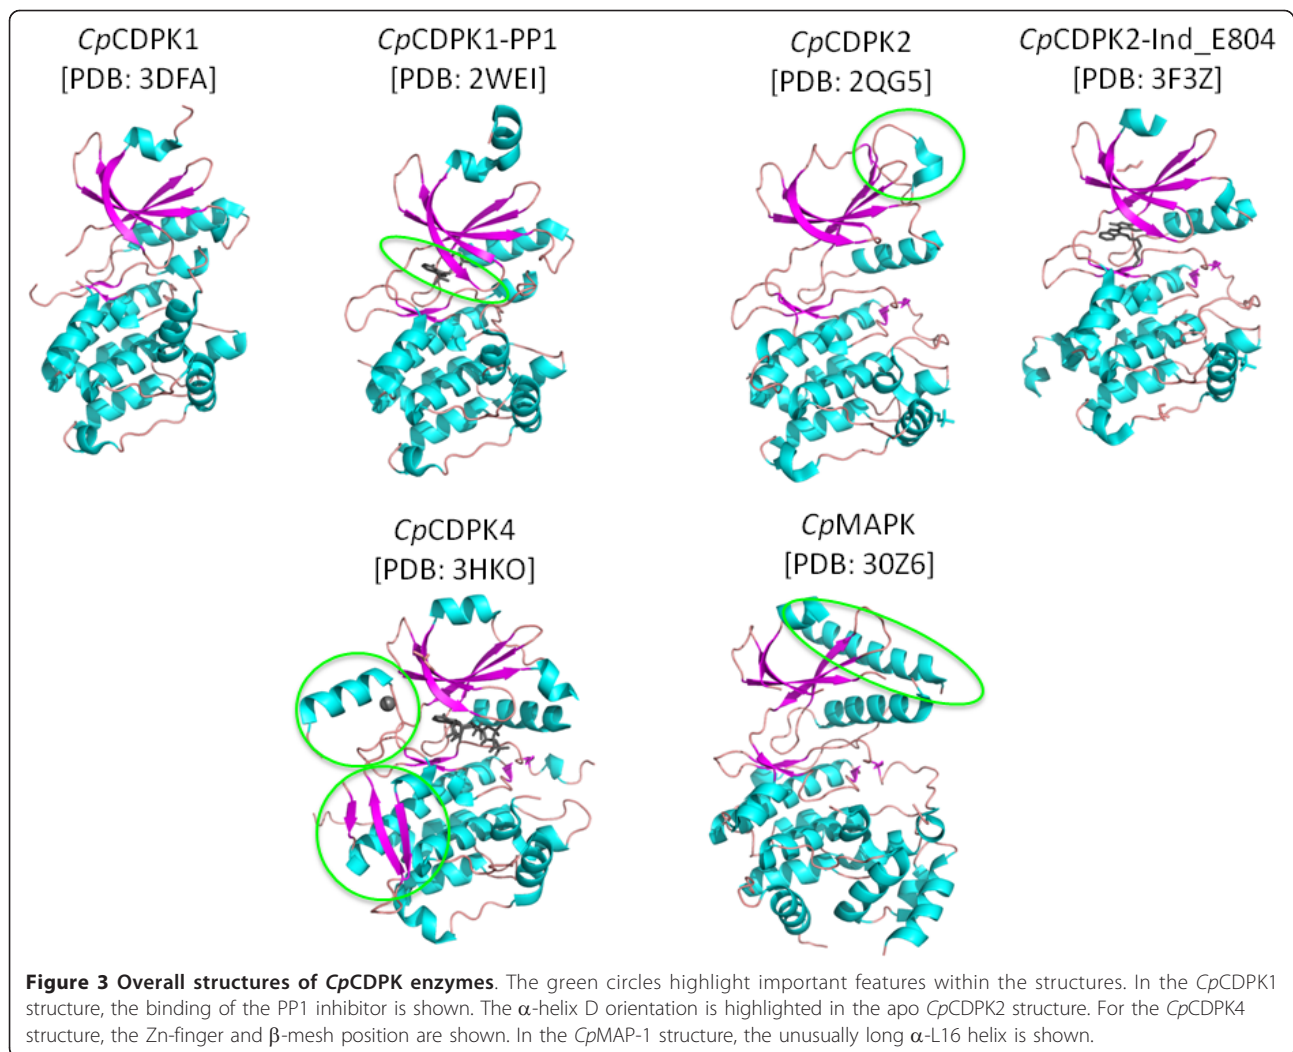 CpCDPK1
[PDB: 3DFA]
CpCDPK1-PP1
[PDB: 2WEI]
CpCDPK2
[PDB: 2QG5]
CpCDPK2-Ind_E804
[PDB: 3F3Z]
CpCDPK4
[PDB: 3HKO]
CpMAPK
[PDB: 30Z6]
Figure 3 Overall structures of CpCDPK enzymes. The green circles highlight important features within the structures. In the CpCDPK1
structure, the binding of the PP1 inhibitor is shown. The α-helix D orientation is highlighted in the apo CpCDPK2 structure. For the CpCDPK4
structure, the Zn-finger and β-mesh position are shown. In the CpMAP-1 structure, the unusually long α-L16 helix is shown.